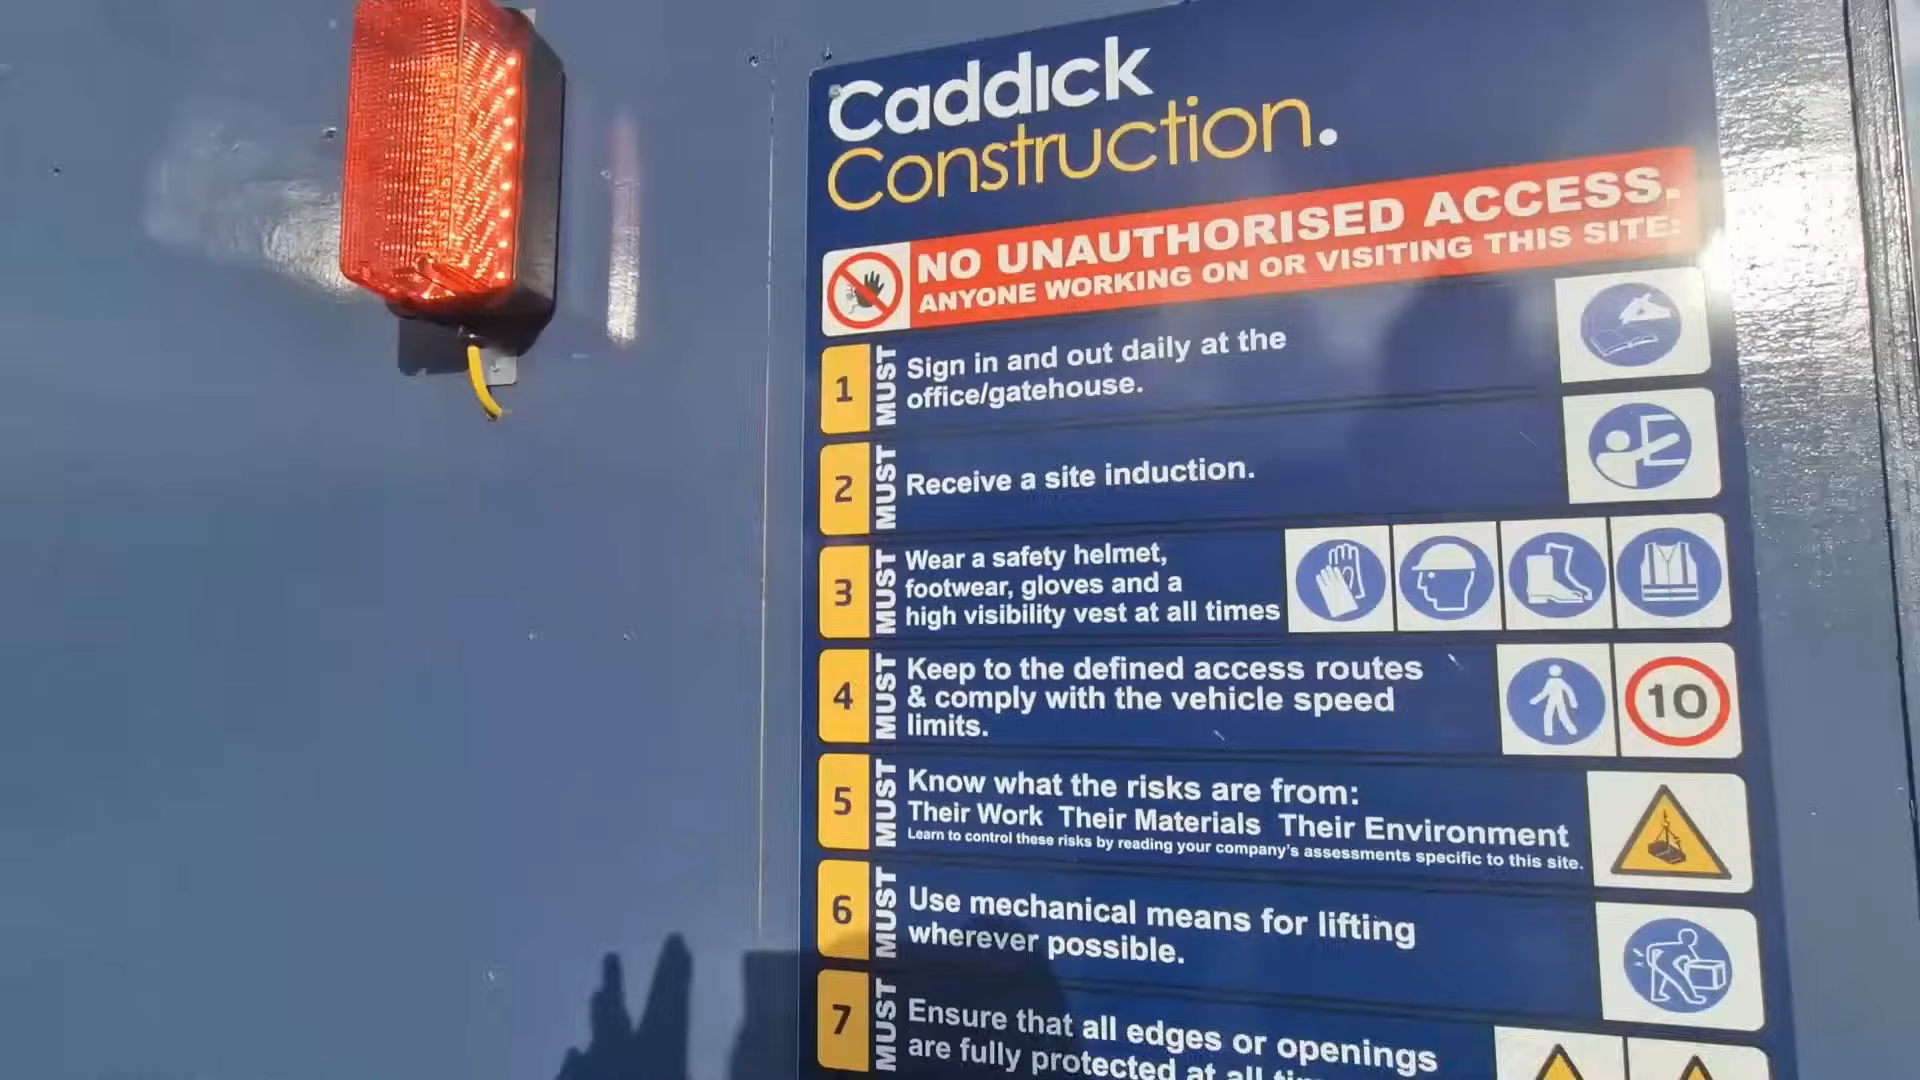 Caddick
Construction.
NO UNAUTHORISED ACCESS.
ANYONE WORKING ON OR VISITING THIS SITE:
1 MUST
Sign in and out daily at the
office/gatehouse.
2 MUST
Receive a site induction.
3 MUST
Wear a safety helmet,
footwear, gloves and a
high visibility vest at all times
4 MUST
Keep to the defined access routes
& comply with the vehicle speed
limits.
10
5 MUST
Know what the risks are from:
Their Work Their Materials Their Environment
Learn to control these risks by reading your company's assessments specific to this site.
6 MUST
Use mechanical means for lifting
wherever possible.
7 MUST
Ensure that all edges or openings
are fully protected at all